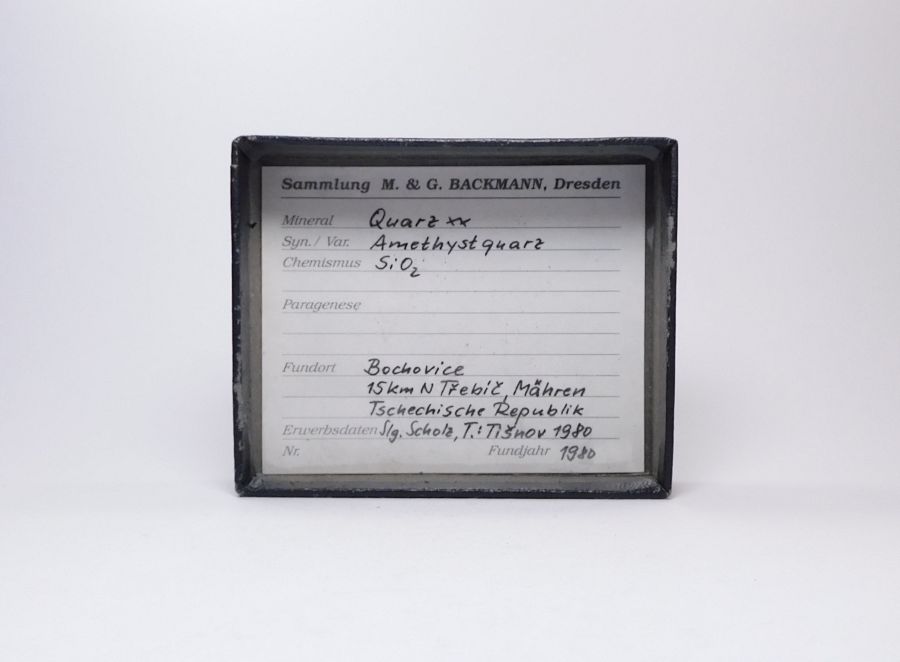 Sammlung M. & G. BACKMANN, Dresden
Mineral Quarz xx
Syn. / Var. Amethystquarz
Chemismus SiO₂
Paragenese
Fundort Bochovice
15km N Třebíč, Mähren
Tschechische Republik
Erwerbsdaten Slg. Scholz, T.: Tišnov 1980
Nr. Fundjahr 1980